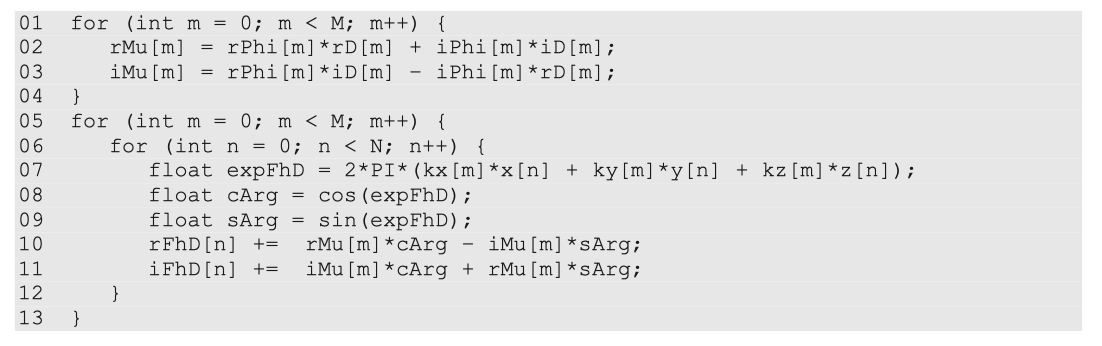 01 for (int m = 0; m < M; m++) {
02 rMu[m] = rPhi[m]*rD[m] + iPhi[m]*iD[m];
03 iMu[m] = rPhi[m]*iD[m] - iPhi[m]*rD[m];
04 }
05 for (int m = 0; m < M; m++) {
06 for (int n = 0; n < N; n++) {
07 float expFhD = 2*PI*(kx[m]*x[n] + ky[m]*y[n] + kz[m]*z[n]);
08 float cArg = cos(expFhD);
09 float sArg = sin(expFhD);
10 rFhD[n] += rMu[m]*cArg - iMu[m]*sArg;
11 iFhD[n] += iMu[m]*cArg + rMu[m]*sArg;
12 }
13 }